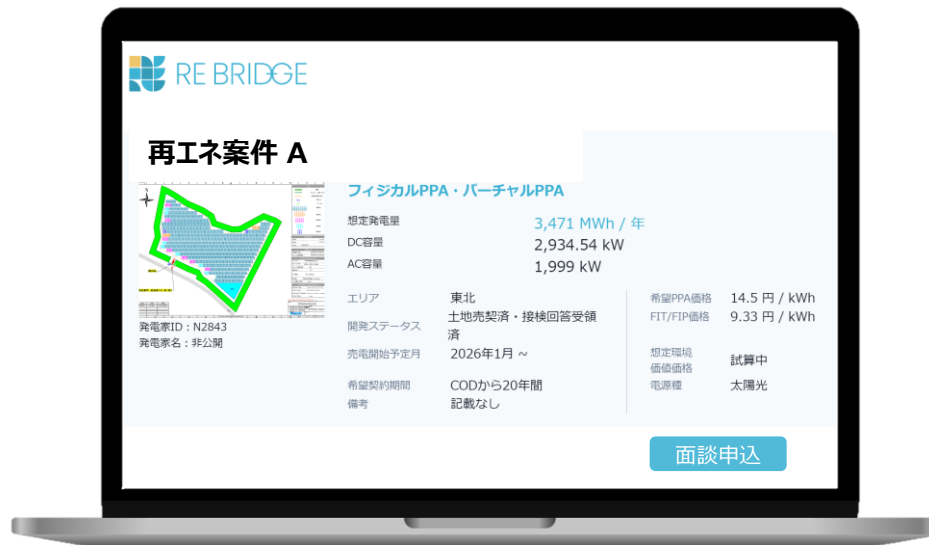 RE BRIDGE
再エネ案件 A
フィジカルPPA・バーチャルPPA
想定発電量 3,471 MWh / 年
DC容量 2,934.54 kW
AC容量 1,999 kW
発電家ID：N2843
発電家名：非公開
エリア 東北
開発ステータス 土地売契済・接検回答受領済
売電開始予定月 2026年1月 ~
希望契約期間 CODから20年間
備考 記載なし
希望PPA価格 14.5 円 / kWh
FIT/FIP価格 9.33 円 / kWh
想定環境価値価格 試算中
電源種 太陽光
面談申込